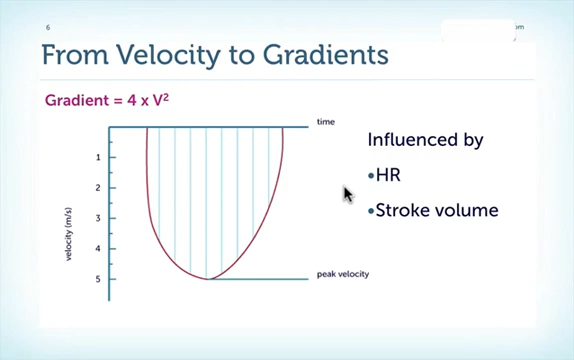 6
om
From Velocity to Gradients
Gradient = 4 x V²
time
Influenced by
•HR
•Stroke volume
1
2
3
4
5
velocity (m/s)
peak velocity